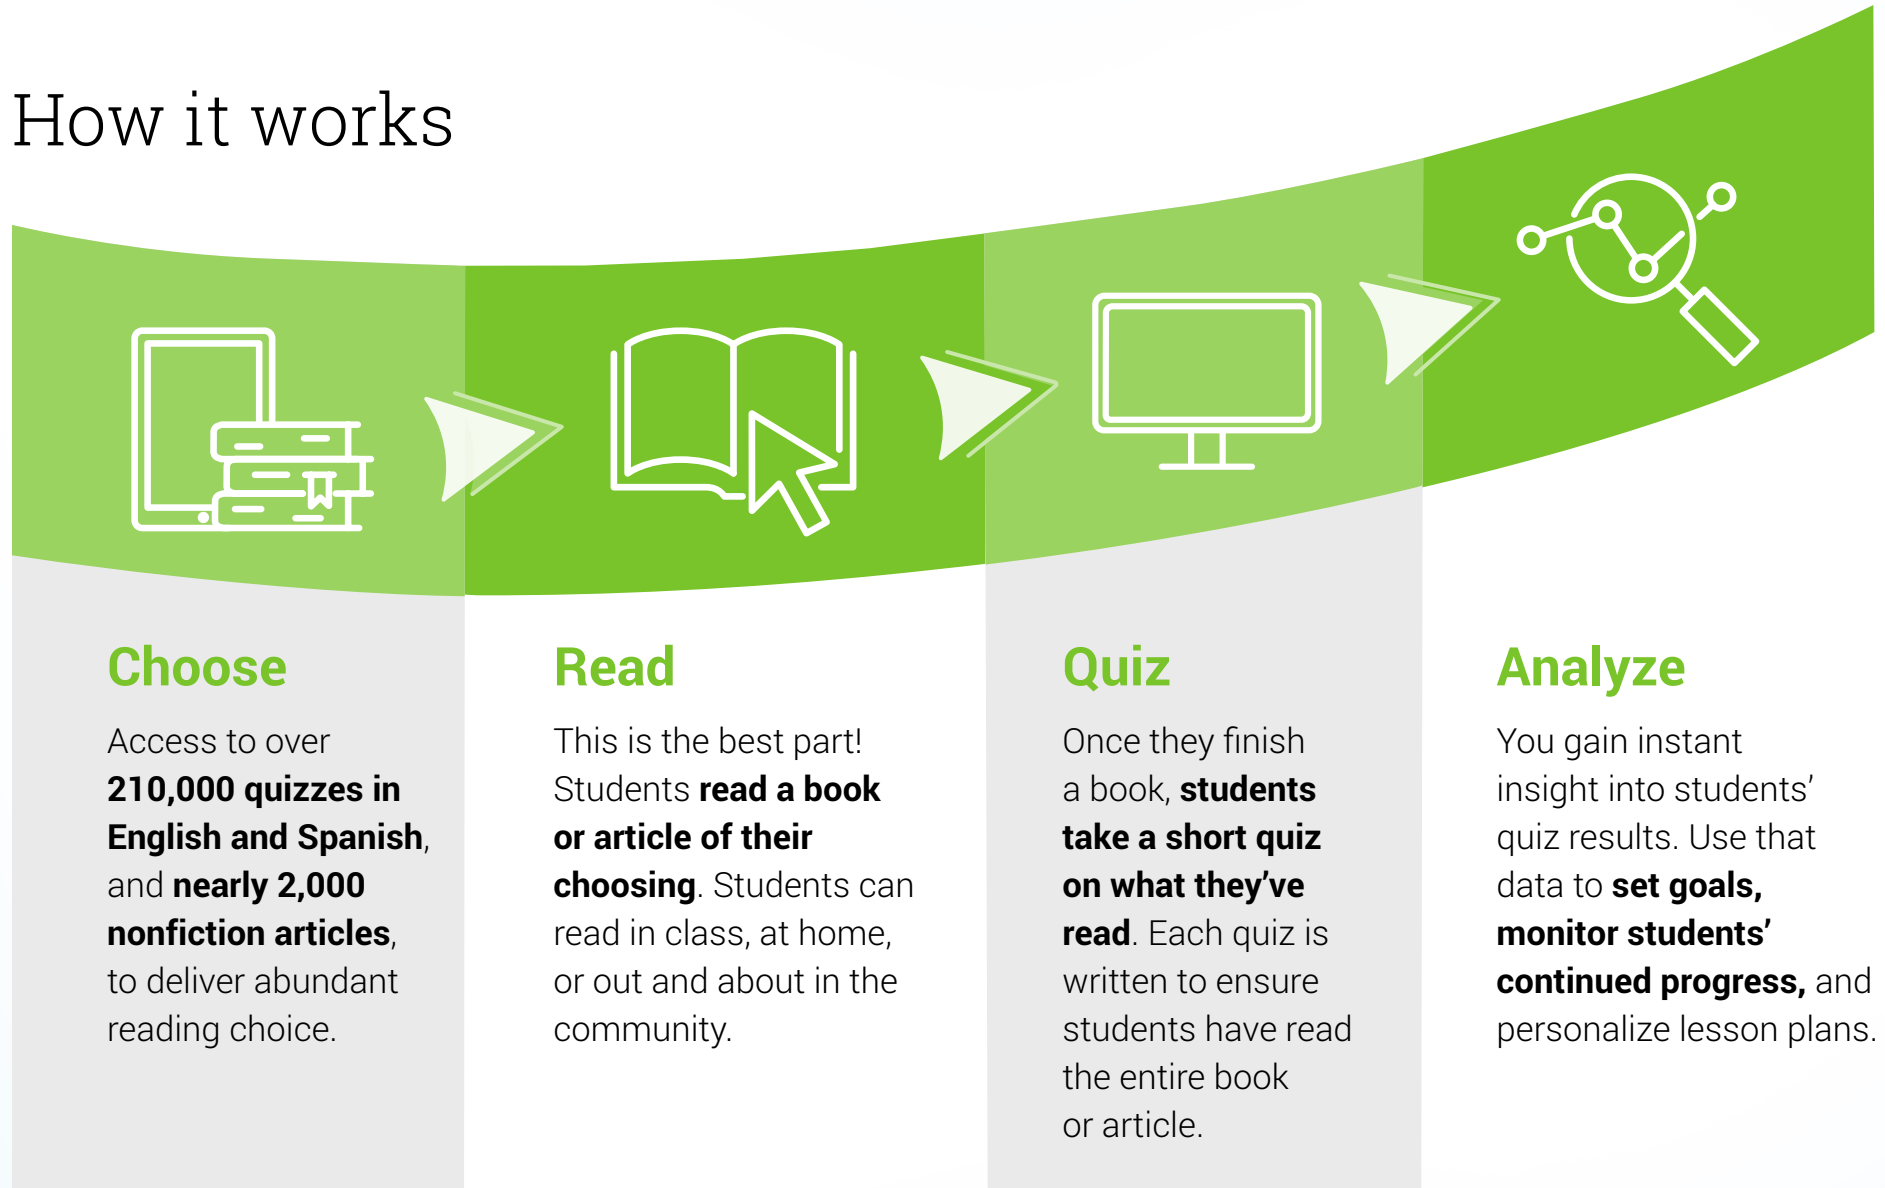 How it works
Choose
Access to over
210,000 quizzes in
English and Spanish,
and nearly 2,000
nonfiction articles,
to deliver abundant
reading choice.
Read
This is the best part!
Students read a book
or article of their
choosing. Students can
read in class, at home,
or out and about in the
community.
Quiz
Once they finish
a book, students
take a short quiz
on what they’ve
read. Each quiz is
written to ensure
students have read
the entire book
or article.
Analyze
You gain instant
insight into students’
quiz results. Use that
data to set goals,
monitor students’
continued progress, and
personalize lesson plans.